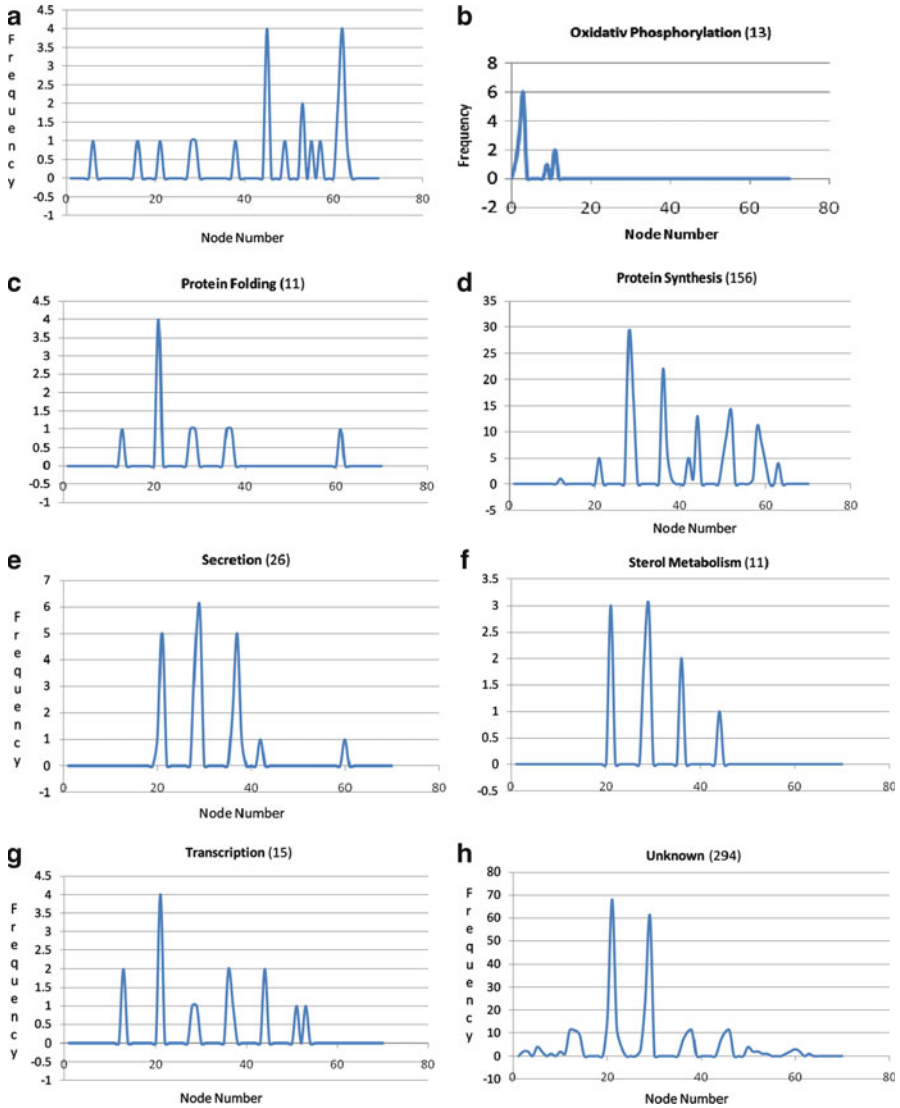 a
Frequency
4.5
4
3.5
3
2.5
2
1.5
1
0.5
0
-0.5
-1
0 20 40 60 80
Node Number
b
Oxidativ Phosphorylation (13)
Frequency
8
6
4
2
0
-2
0 20 40 60 80
Node Number
c
Protein Folding (11)
4.5
4
3.5
3
2.5
2
1.5
1
0.5
0
-0.5
-1
0 20 40 60 80
d
Protein Synthesis (156)
35
30
25
20
15
10
5
0
-5
0 20 40 60 80
Node Number
e
Secretion (26)
Frequency
7
6
5
4
3
2
1
0
-1
0 20 40 60 80
Node Number
f
Sterol Metabolism (11)
3.5
3
2.5
2
1.5
1
0.5
0
-0.5
0 20 40 60 80
g
Transcription (15)
Frequency
4.5
4
3.5
3
2.5
2
1.5
1
0.5
0
-0.5
-1
0 20 40 60 80
Node Number
h
Unknown (294)
Frequency
80
70
60
50
40
30
20
10
0
-10
0 20 40 60 80
Node Number